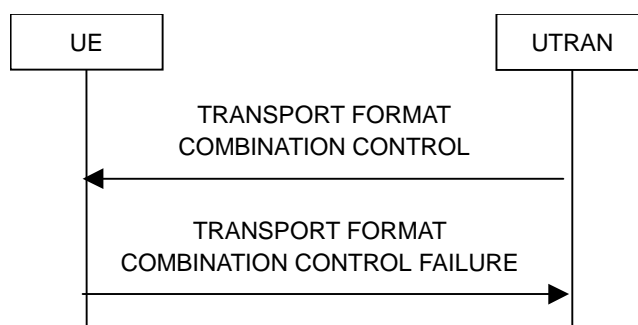 UE
UTRAN
TRANSPORT FORMAT
COMBINATION CONTROL
TRANSPORT FORMAT
COMBINATION CONTROL FAILURE